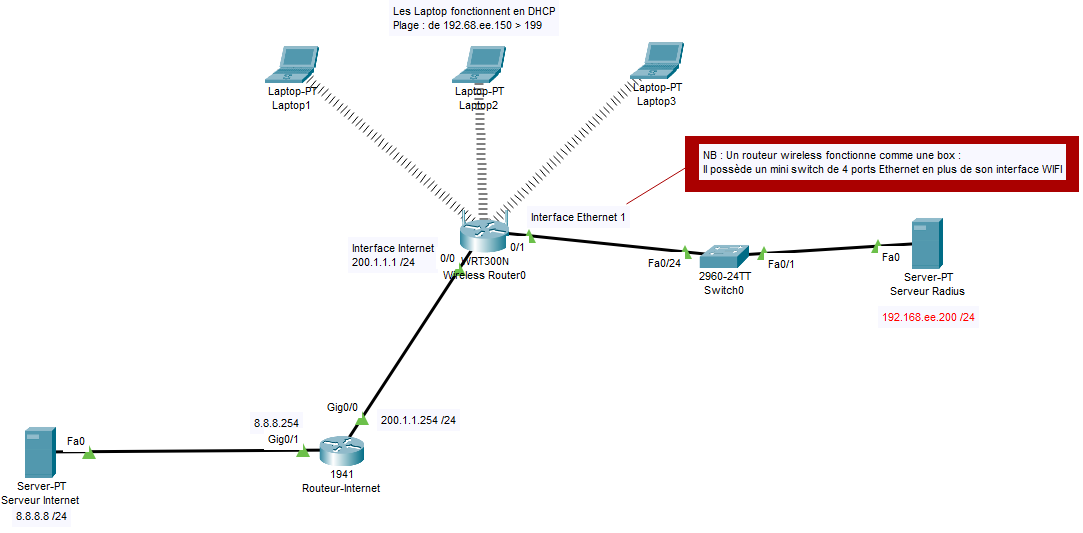 Les Laptop fonctionnent en DHCP
Plage : de 192.68.ee.150 > 199
Laptop-PT
Laptop1
Laptop-PT
Laptop2
Laptop-PT
Laptop3
NB : Un routeur wireless fonctionne comme une box :
Il possède un mini switch de 4 ports Ethernet en plus de son interface WIFI
Interface Ethernet 1
Interface Internet
200.1.1.1 /24
0/0
0/1
WRT300N
Wireless Router0
Fa0/24
2960-24TT
Switch0
Fa0/1
Fa0
Server-PT
Serveur Radius
192.168.ee.200 /24
Gig0/0
200.1.1.254 /24
8.8.8.254
Gig0/1
1941
Routeur-Internet
Fa0
Server-PT
Serveur Internet
8.8.8.8 /24